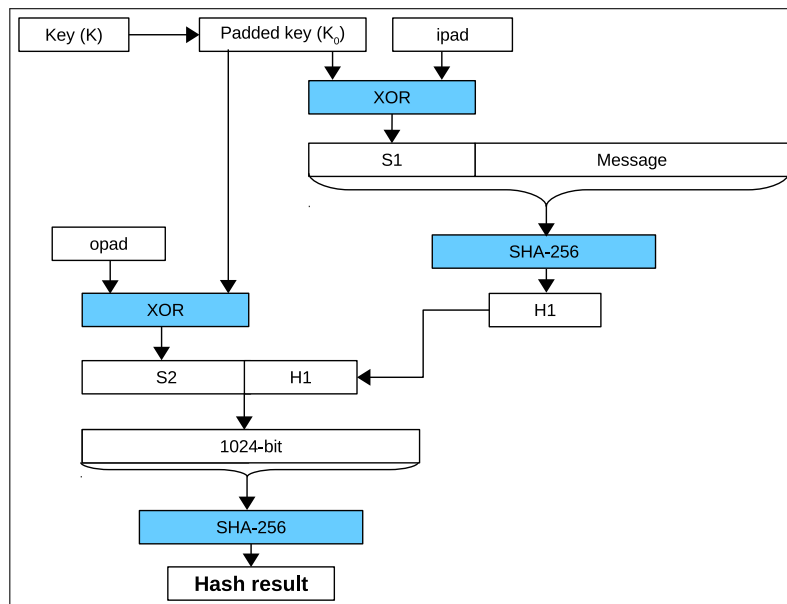 Key (K)
Padded key (K₀)
ipad
XOR
S1
Message
SHA-256
H1
opad
XOR
S2
H1
1024-bit
SHA-256
Hash result